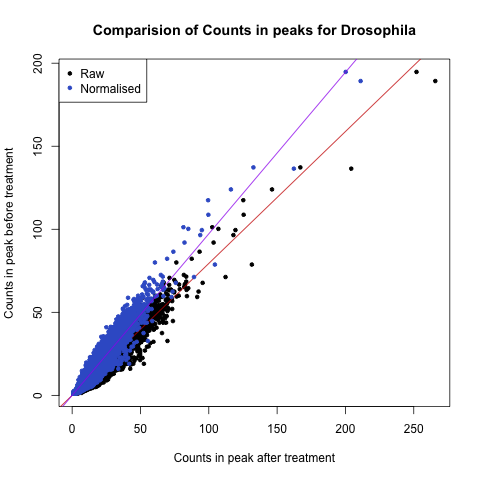 Comparision of Counts in peaks for Drosophila
Raw
Normalised
Counts in peak before treatment
200
150
100
50
0
0 50 100 150 200 250
Counts in peak after treatment